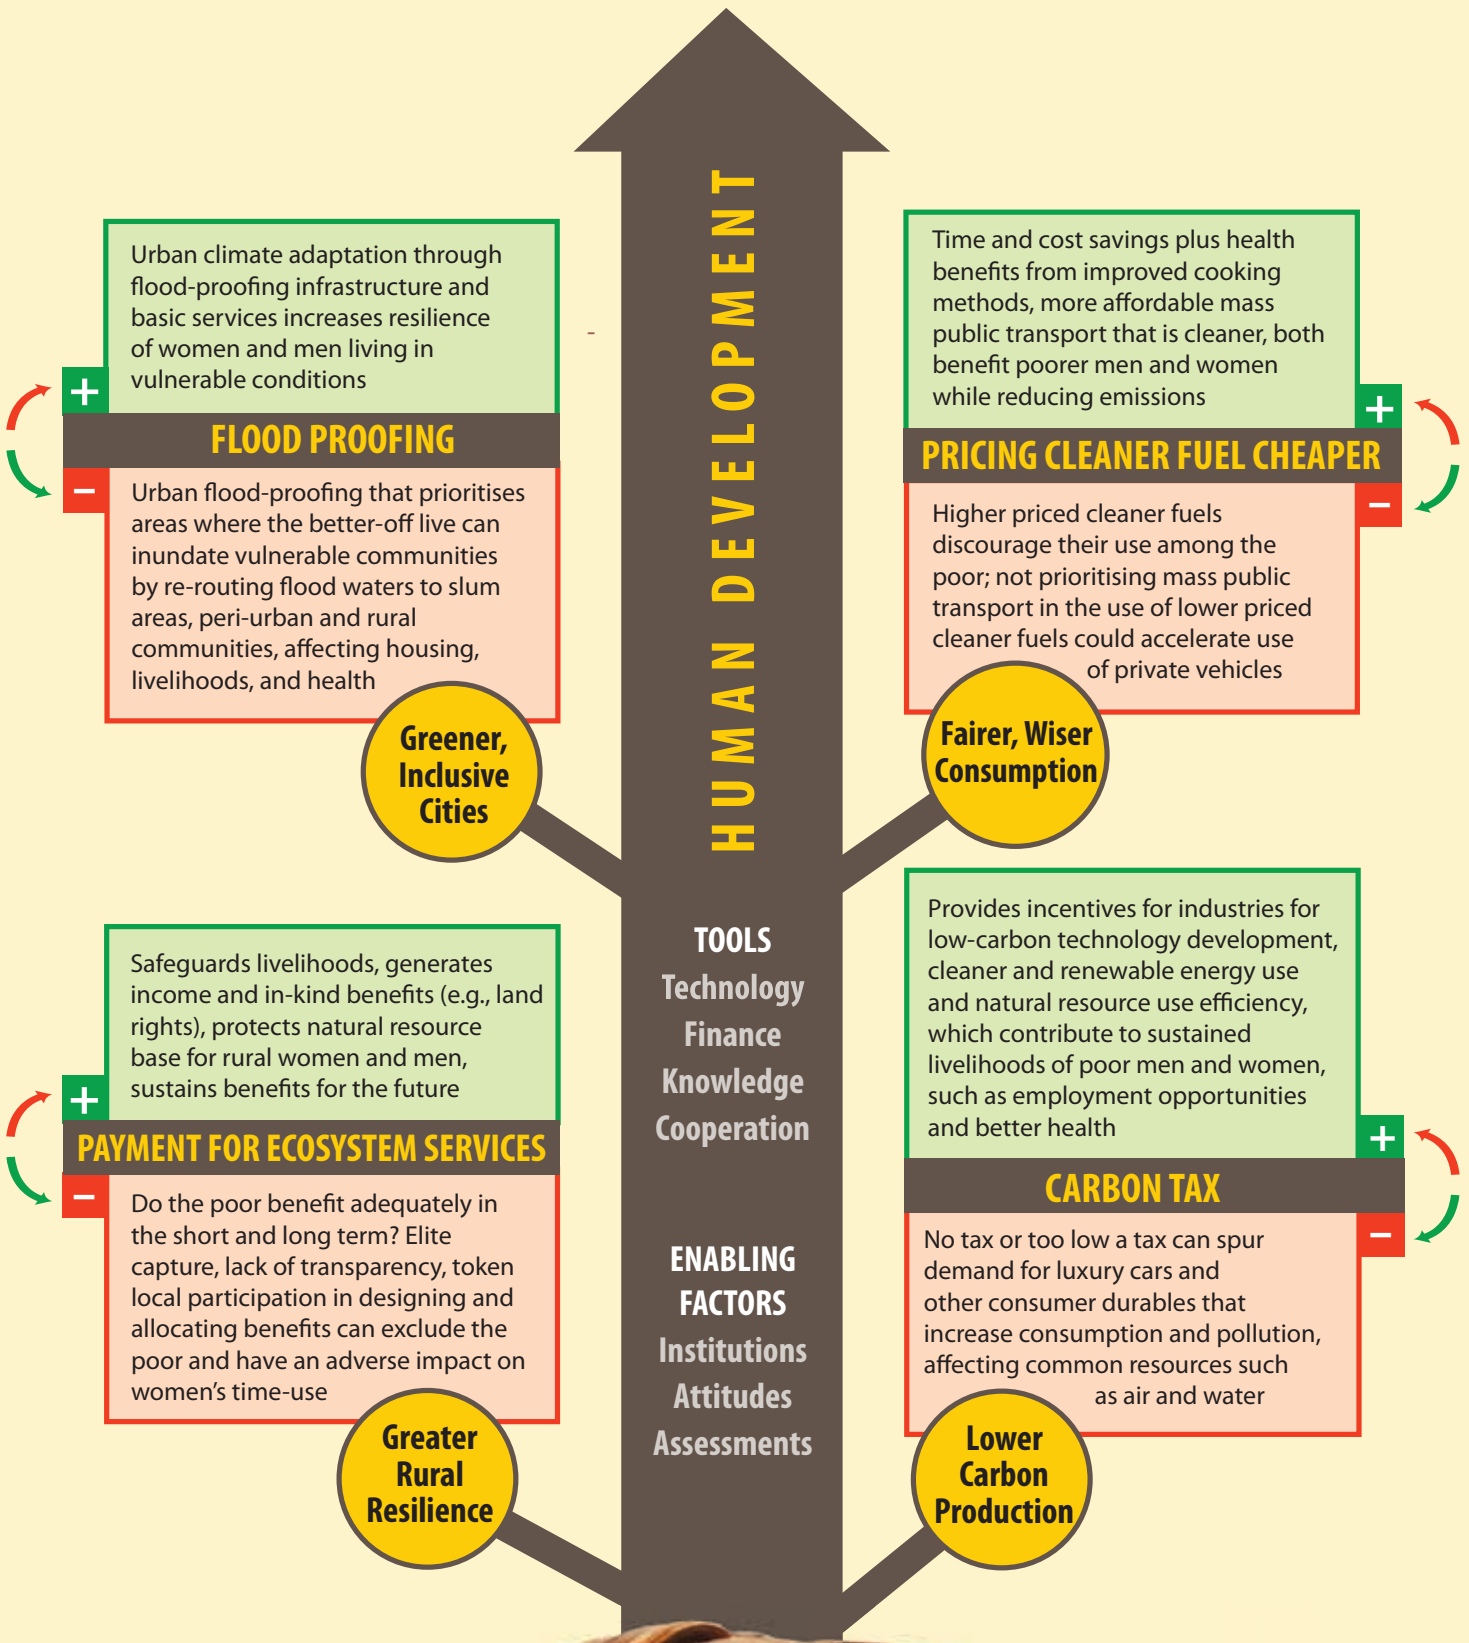 HUMAN DEVELOPMENT
Urban climate adaptation through
flood-proofing infrastructure and
basic services increases resilience
of women and men living in
vulnerable conditions
+
FLOOD PROOFING
–
Urban flood-proofing that prioritises
areas where the better-off live can
inundate vulnerable communities
by re-routing flood waters to slum
areas, peri-urban and rural
communities, affecting housing,
livelihoods, and health
Greener,
Inclusive
Cities
Time and cost savings plus health
benefits from improved cooking
methods, more affordable mass
public transport that is cleaner, both
benefit poorer men and women
while reducing emissions
+
PRICING CLEANER FUEL CHEAPER
–
Higher priced cleaner fuels
discourage their use among the
poor; not prioritising mass public
transport in the use of lower priced
cleaner fuels could accelerate use
of private vehicles
Fairer, Wiser
Consumption
TOOLS
Technology
Finance
Knowledge
Cooperation
ENABLING
FACTORS
Institutions
Attitudes
Assessments
Safeguards livelihoods, generates
income and in-kind benefits (e.g., land
rights), protects natural resource
base for rural women and men,
sustains benefits for the future
+
PAYMENT FOR ECOSYSTEM SERVICES
–
Do the poor benefit adequately in
the short and long term? Elite
capture, lack of transparency, token
local participation in designing and
allocating benefits can exclude the
poor and have an adverse impact on
women's time-use
Greater
Rural
Resilience
Provides incentives for industries for
low-carbon technology development,
cleaner and renewable energy use
and natural resource use efficiency,
which contribute to sustained
livelihoods of poor men and women,
such as employment opportunities
and better health
+
CARBON TAX
–
No tax or too low a tax can spur
demand for luxury cars and
other consumer durables that
increase consumption and pollution,
affecting common resources such
as air and water
Lower
Carbon
Production